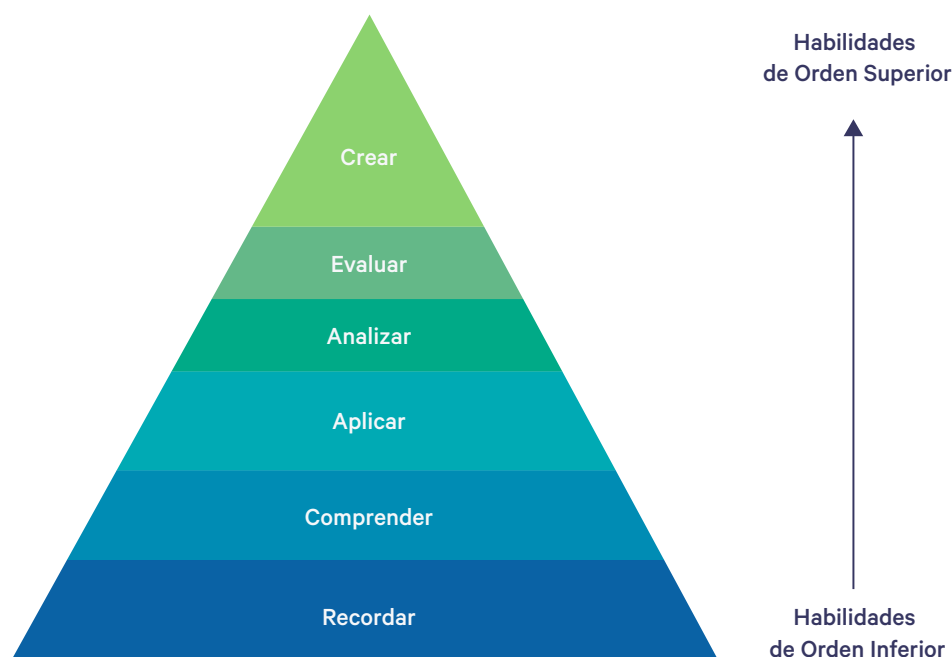 Habilidades
de Orden Superior
Crear
Evaluar
Analizar
Aplicar
Comprender
Recordar
Habilidades
de Orden Inferior